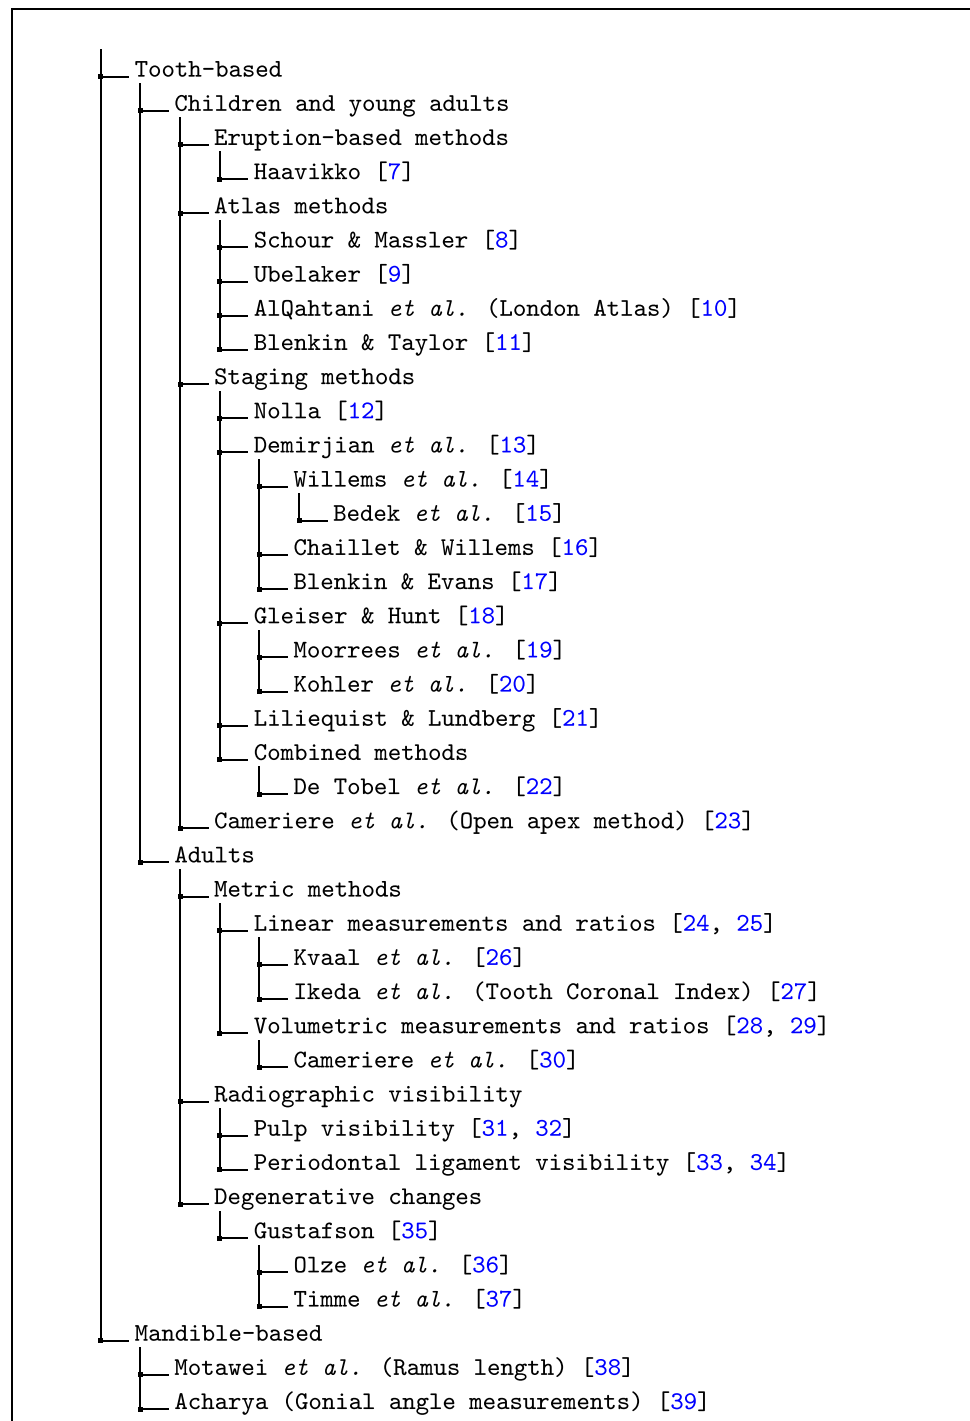 Tooth-based
Children and young adults
Eruption-based methods
Haavikko [7]
Atlas methods
Schour & Massler [8]
Ubelaker [9]
AlQahtani et al. (London Atlas) [10]
Blenkin & Taylor [11]
Staging methods
Nolla [12]
Demirjian et al. [13]
Willems et al. [14]
Bedek et al. [15]
Chaillet & Willems [16]
Blenkin & Evans [17]
Gleiser & Hunt [18]
Moorrees et al. [19]
Kohler et al. [20]
Liliequist & Lundberg [21]
Combined methods
De Tobel et al. [22]
Cameriere et al. (Open apex method) [23]
Adults
Metric methods
Linear measurements and ratios [24, 25]
Kvaal et al. [26]
Ikeda et al. (Tooth Coronal Index) [27]
Volumetric measurements and ratios [28, 29]
Cameriere et al. [30]
Radiographic visibility
Pulp visibility [31, 32]
Periodontal ligament visibility [33, 34]
Degenerative changes
Gustafson [35]
Olze et al. [36]
Timme et al. [37]
Mandible-based
Motawei et al. (Ramus length) [38]
Acharya (Gonial angle measurements) [39]